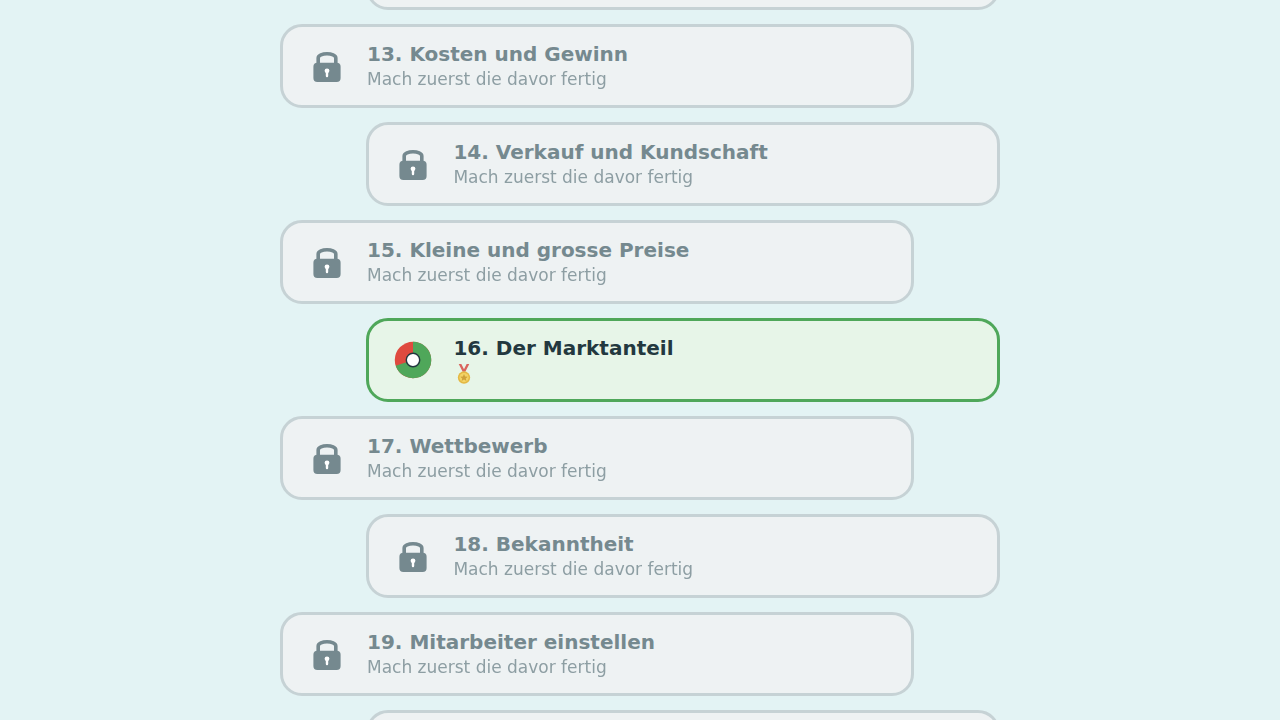 13. Kosten und Gewinn
Mach zuerst die davor fertig
14. Verkauf und Kundschaft
Mach zuerst die davor fertig
15. Kleine und grosse Preise
Mach zuerst die davor fertig
16. Der Marktanteil
17. Wettbewerb
Mach zuerst die davor fertig
18. Bekanntheit
Mach zuerst die davor fertig
19. Mitarbeiter einstellen
Mach zuerst die davor fertig